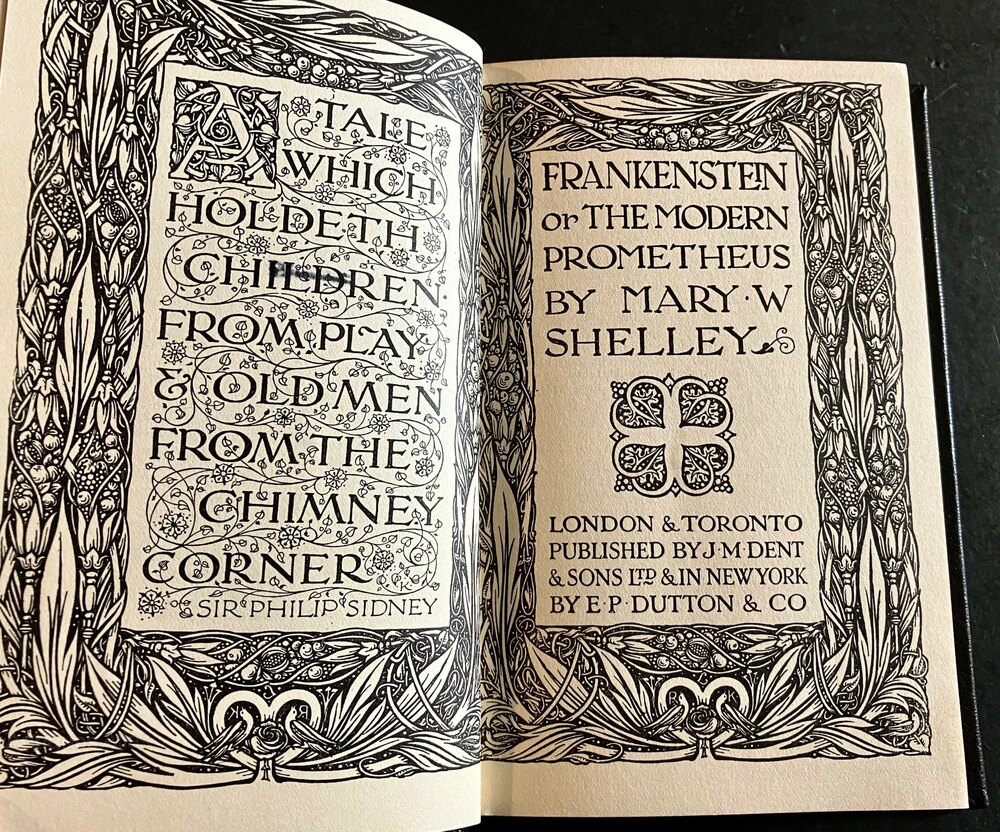 A TALE
WHICH
HOLDETH
CHILDREN
FROM PLAY
& OLD MEN
FROM THE
CHIMNEY
CORNER
SIR PHILIP SIDNEY
FRANKENSTEIN
or THE MODERN
PROMETHEUS
BY MARY·W
SHELLEY
LONDON & TORONTO
PUBLISHED BY J·M·DENT
& SONS LTD & IN NEW YORK
BY E·P·DUTTON & CO